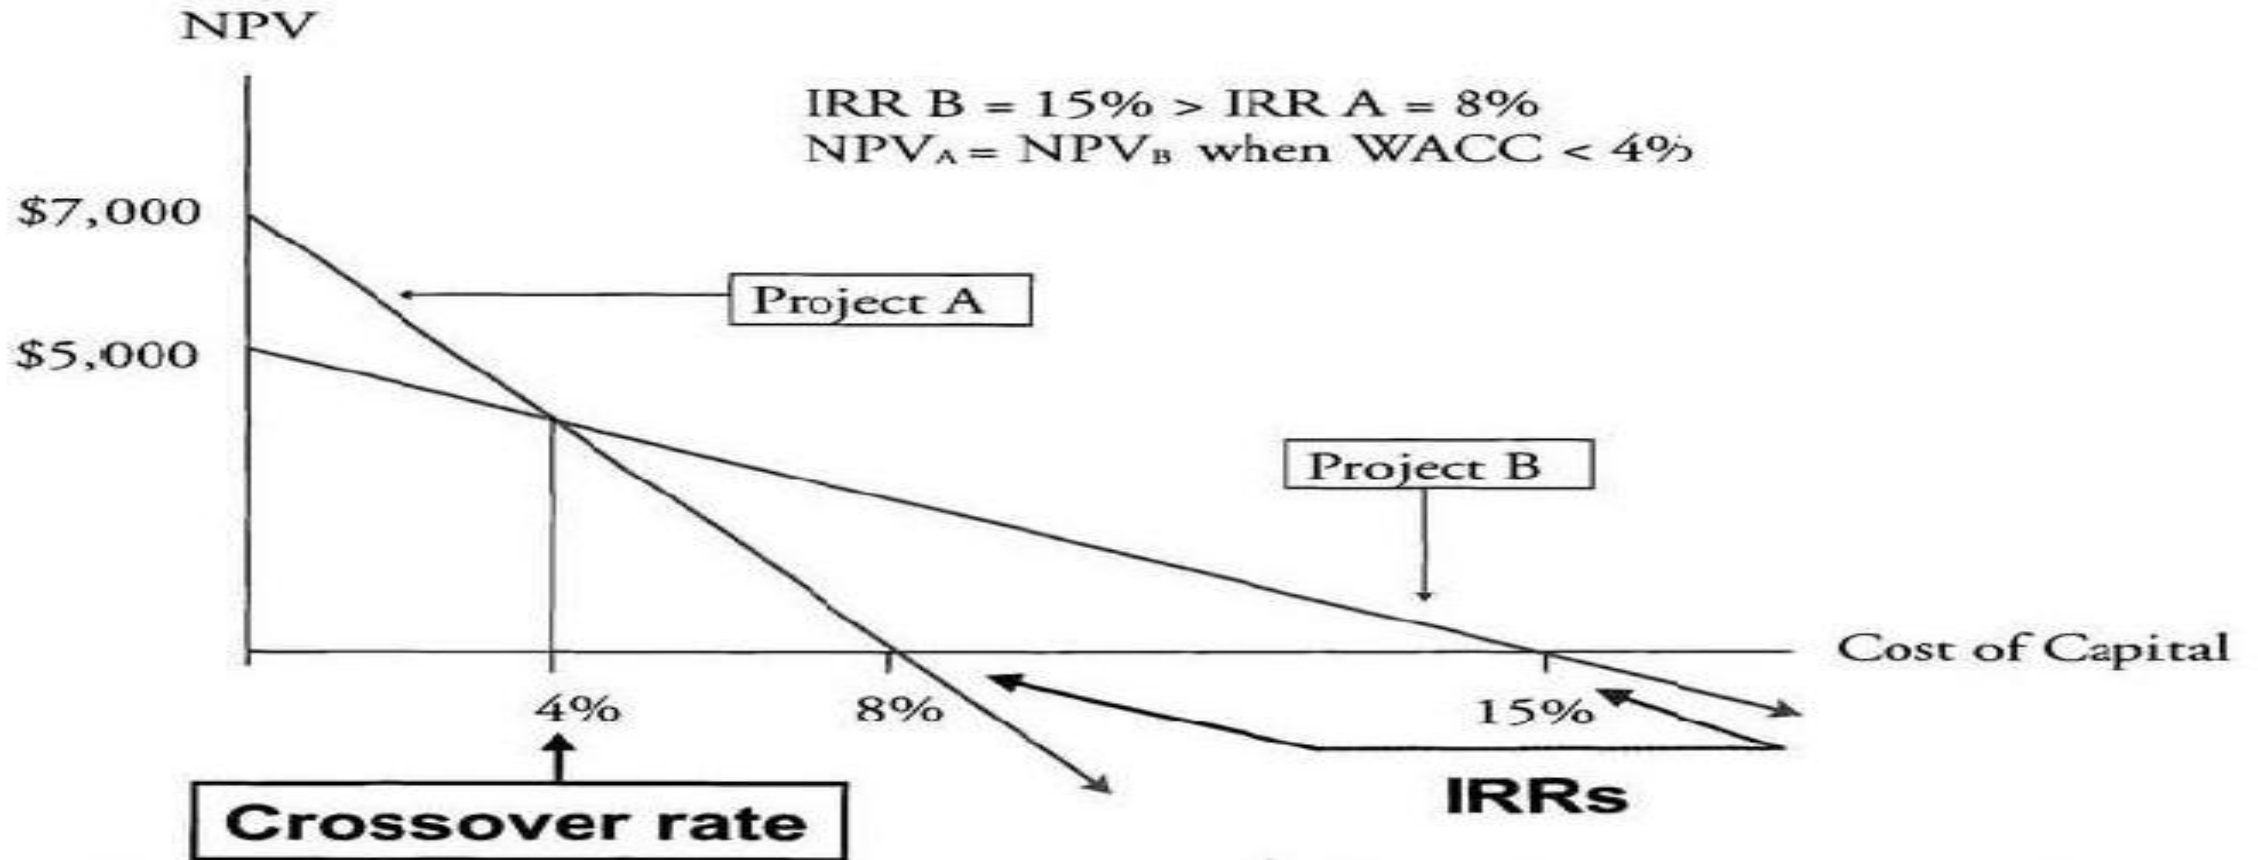 NPV
IRR B = 15% > IRR A = 8%
NPVA = NPVB when WACC < 4%
$7,000
Project A
$5,000
Project B
Cost of Capital
4%
8%
15%
IRRs
Crossover rate